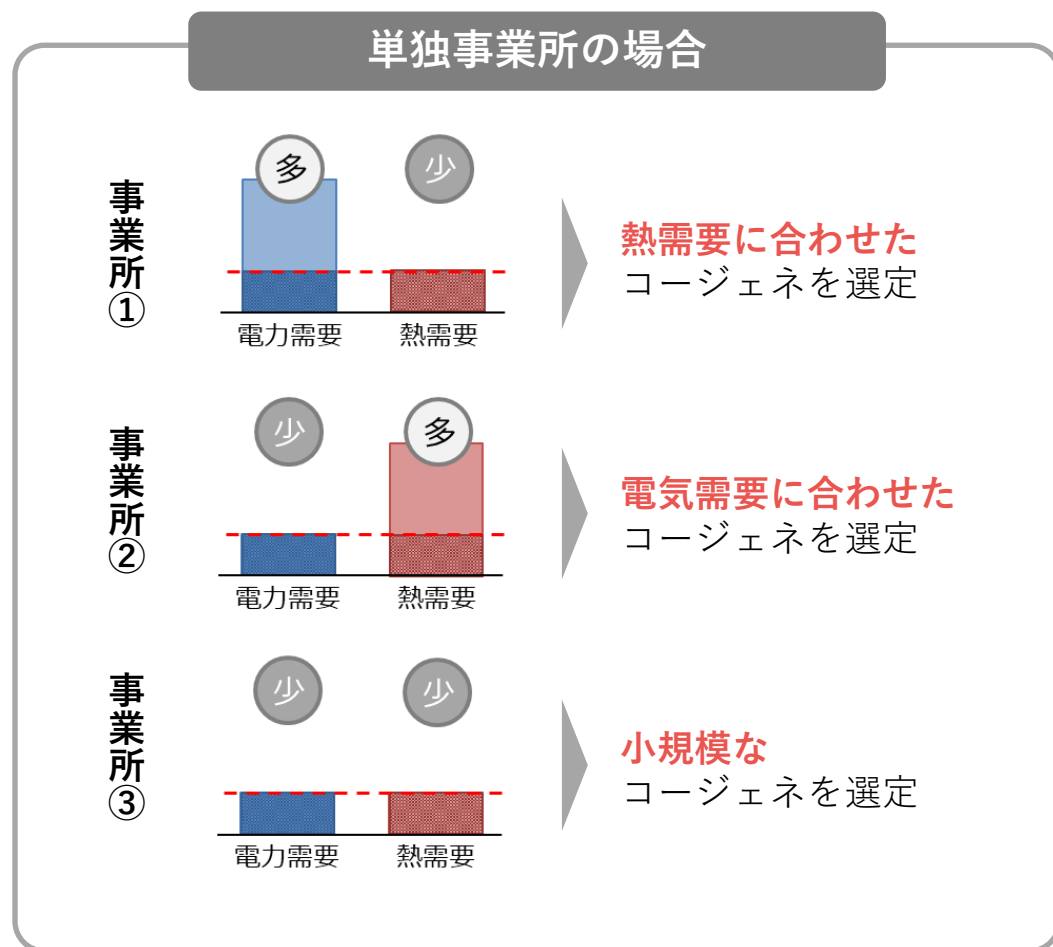 単独事業所の場合
事業所①
多
少
電力需要
熱需要
熱需要に合わせた
コージェネを選定
事業所②
少
多
電力需要
熱需要
電気需要に合わせた
コージェネを選定
事業所③
少
少
電力需要
熱需要
小規模な
コージェネを選定